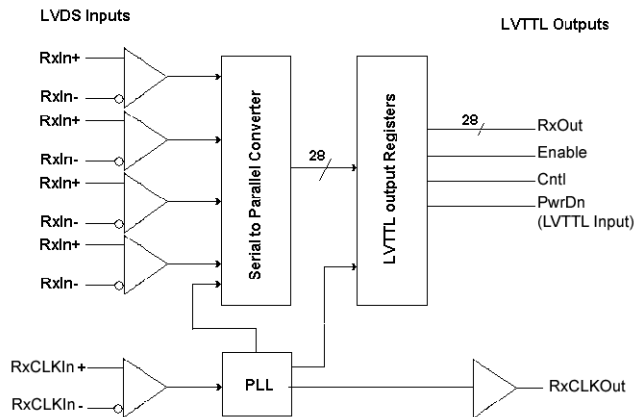 LVDS Inputs
LVTTL Outputs
RxIn+
RxIn-
RxIn+
RxIn-
RxIn+
RxIn-
RxIn+
RxIn-
Serial to Parallel Converter
28
LVTTL output Registers
28
RxOut
Enable
Cntl
PwrDn
(LVTTL Input)
RxCLKIn +
RxCLKIn -
PLL
RxCLKOut